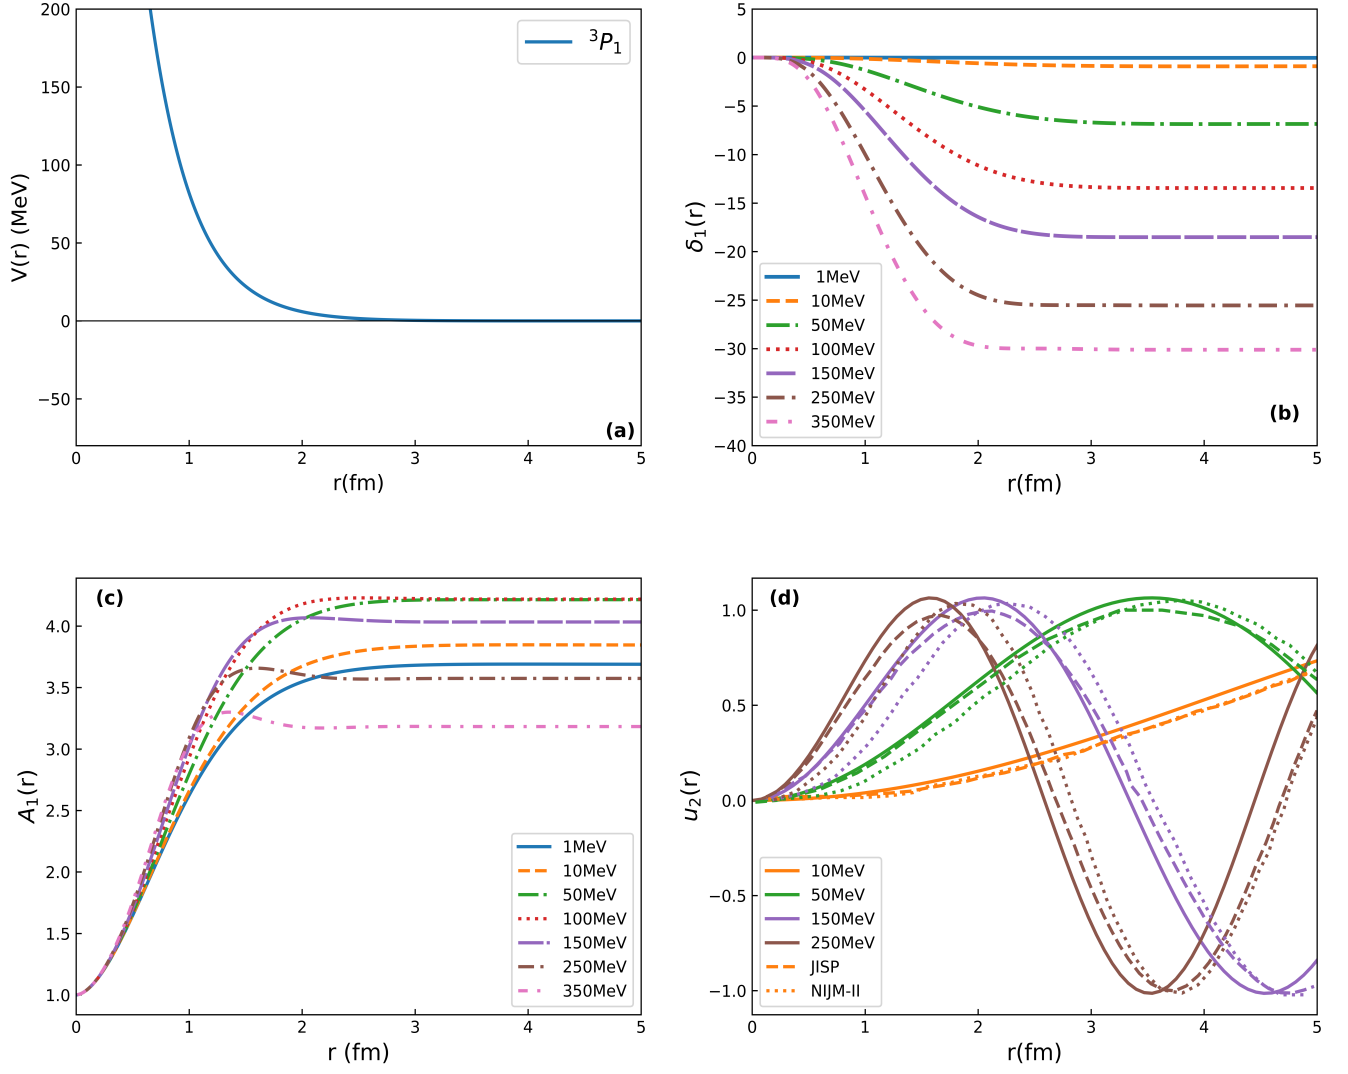 200
150
100
50
0
−50
V(r) (MeV)
³P₁
(a)
0 1 2 3 4 5
r(fm)
5
0
−5
−10
−15
−20
−25
−30
−35
−40
δ₁(r)
1MeV
10MeV
50MeV
100MeV
150MeV
250MeV
350MeV
(b)
0 1 2 3 4 5
r(fm)
(c)
4.0
3.5
3.0
2.5
2.0
1.5
1.0
A₁(r)
1MeV
10MeV
50MeV
100MeV
150MeV
250MeV
350MeV
0 1 2 3 4 5
r (fm)
(d)
1.0
0.5
0.0
−0.5
−1.0
u₂(r)
10MeV
50MeV
150MeV
250MeV
JISP
NIJM-II
0 1 2 3 4 5
r(fm)